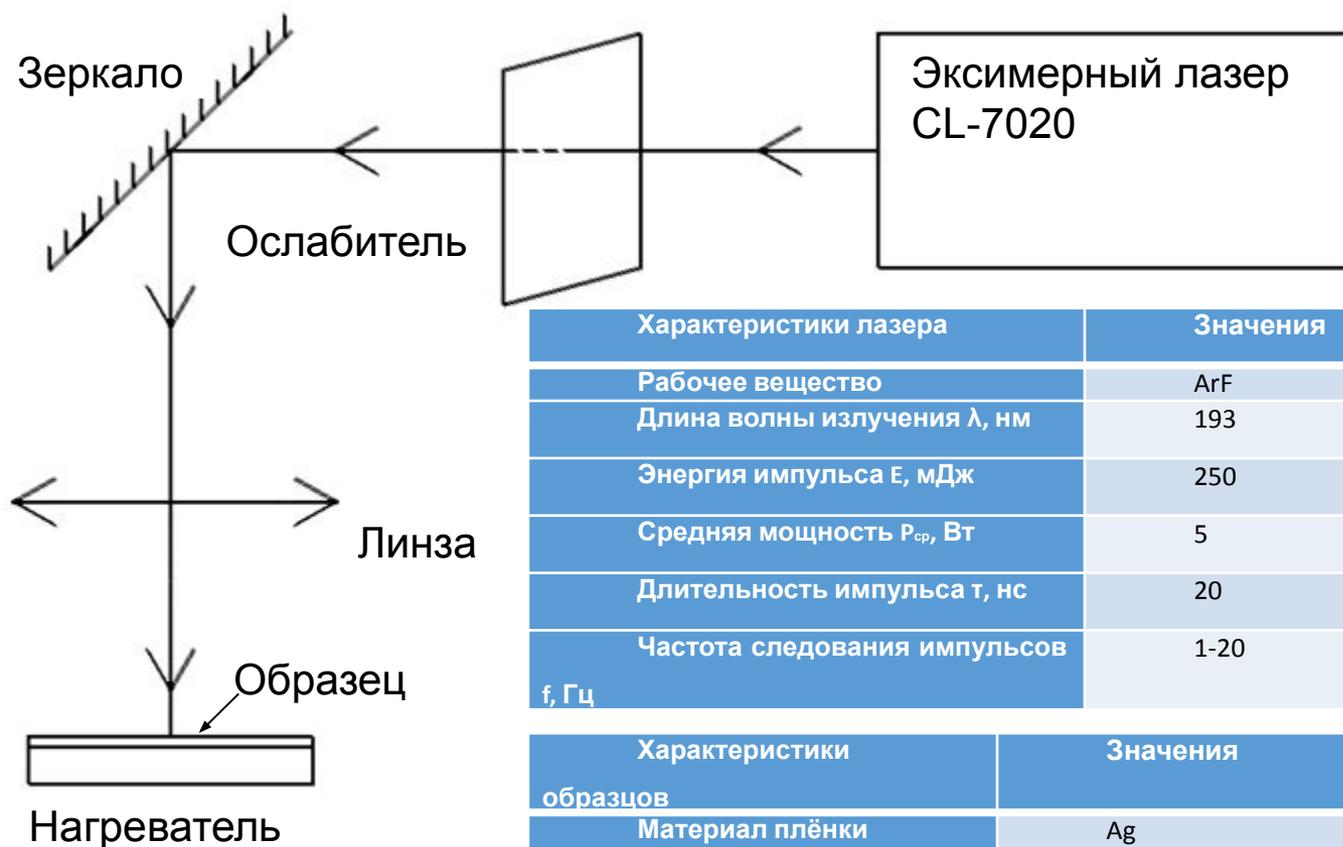 Зеркало
Эксимерный лазер
CL-7020
Ослабитель
Линза
Образец
Нагреватель
Характеристики лазера Значения
Рабочее вещество ArF
Длина волны излучения λ, нм 193
Энергия импульса E, мДж 250
Средняя мощность Pср, Вт 5
Длительность импульса τ, нс 20
Частота следования импульсов 1-20
f, Гц
Характеристики Значения
образцов
Материал плёнки Ag